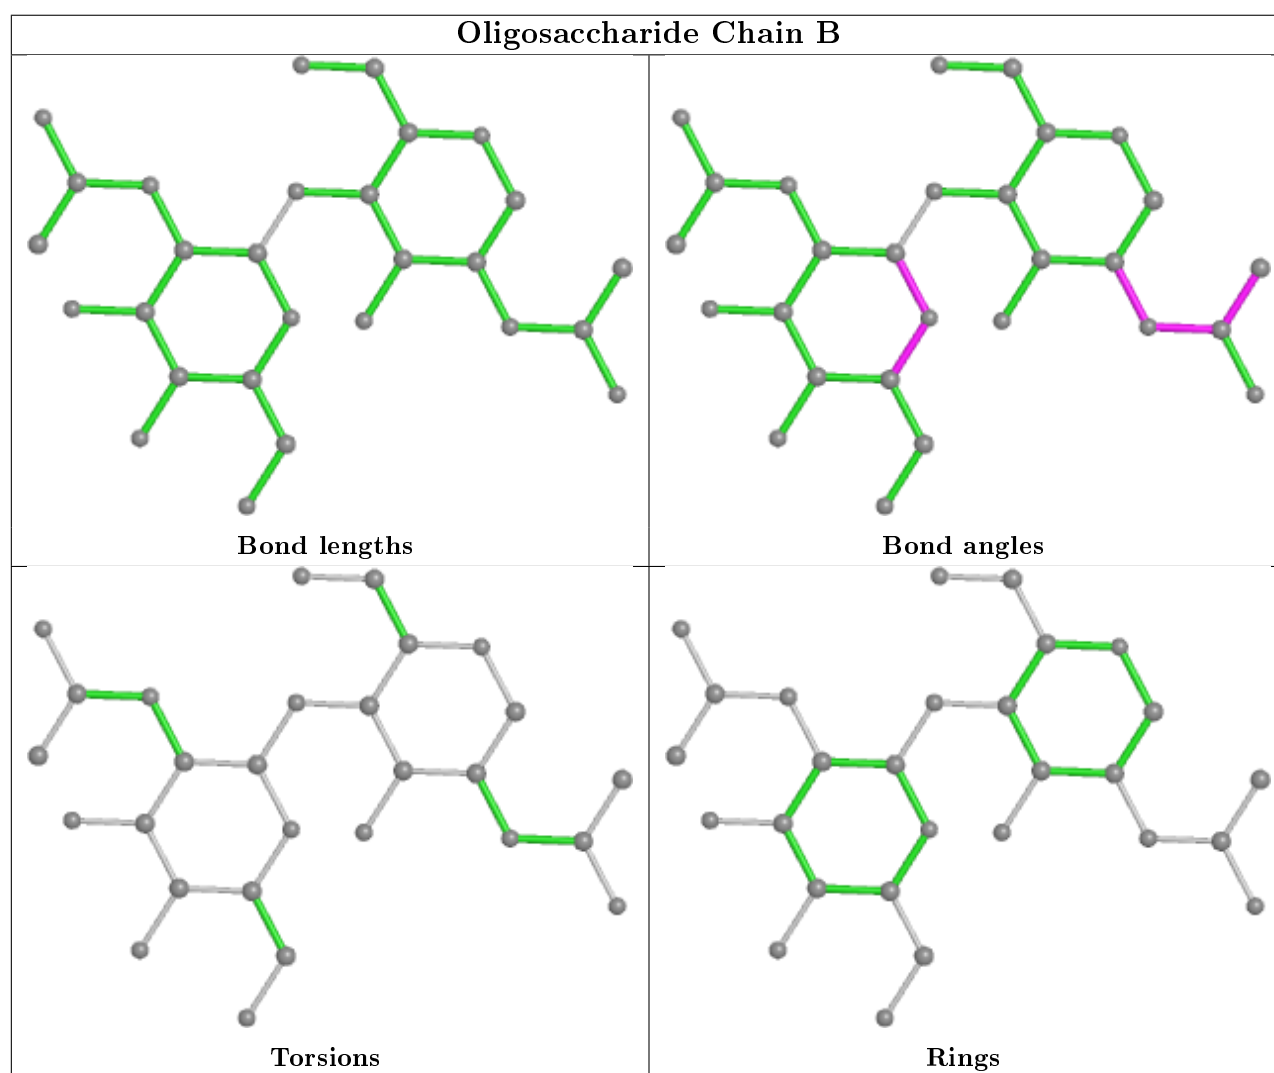 Oligosaccharide Chain B
Bond lengths
Bond angles
Torsions
Rings